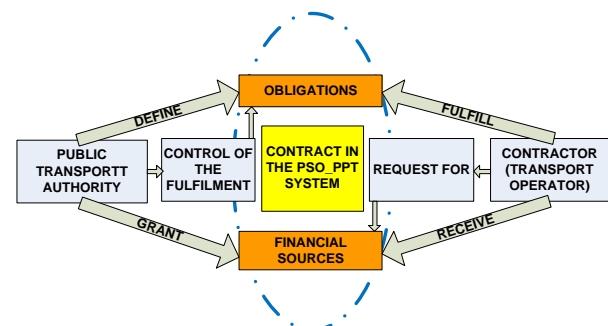 OBLIGATIONS
DEFINE
FULFILL
PUBLIC
TRANSPORTT
AUTHORITY
CONTROL OF
THE
FULFILMENT
CONTRACT IN
THE PSO_PPT
SYSTEM
REQUEST FOR
CONTRACTOR
(TRANSPORT
OPERATOR)
GRANT
RECEIVE
FINANCIAL
SOURCES